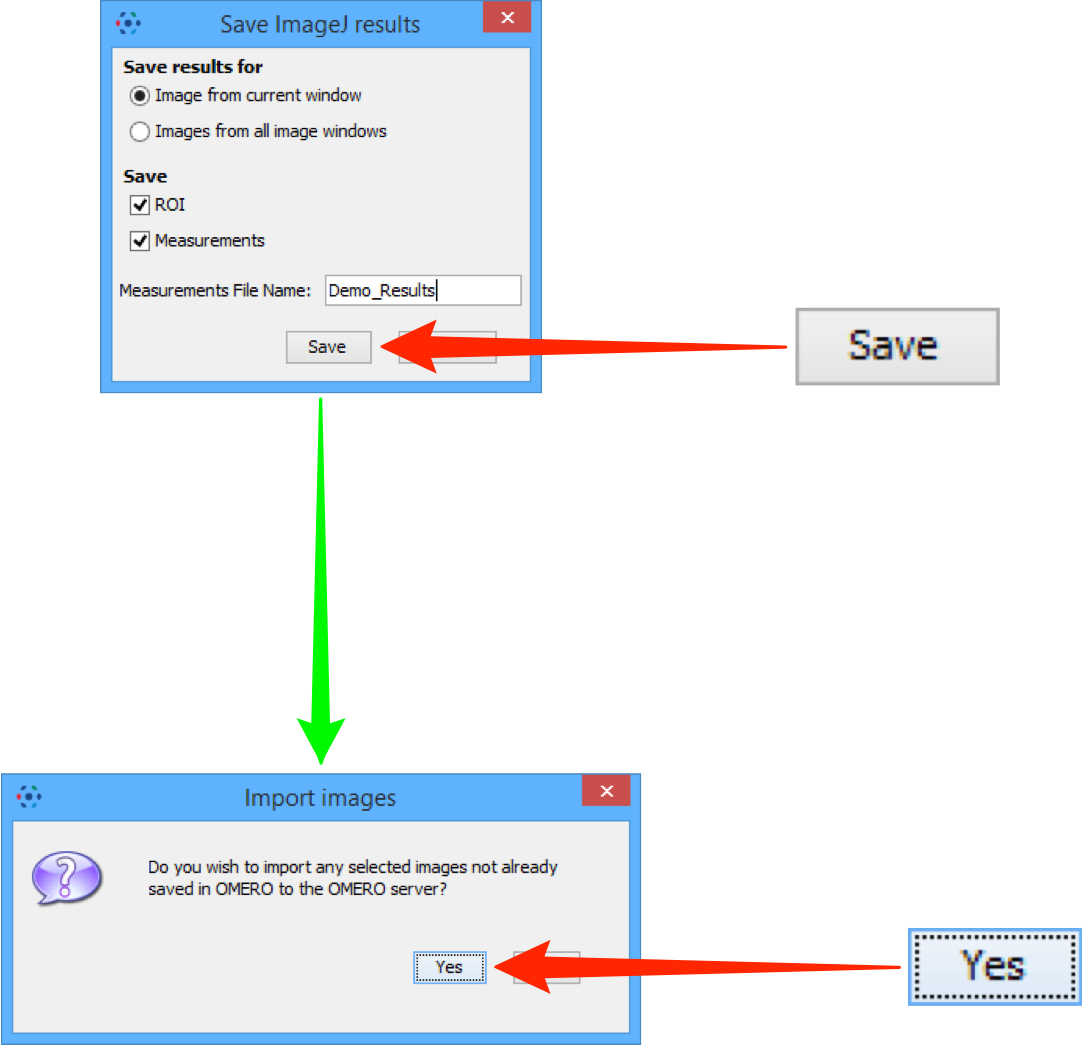 Save ImageJ results
Save results for
Image from current window
Images from all image windows
Save
ROI
Measurements
Measurements File Name: Demo_Results
Save
Save
Import images
Do you wish to import any selected images not already
saved in OMERO to the OMERO server?
Yes
Yes